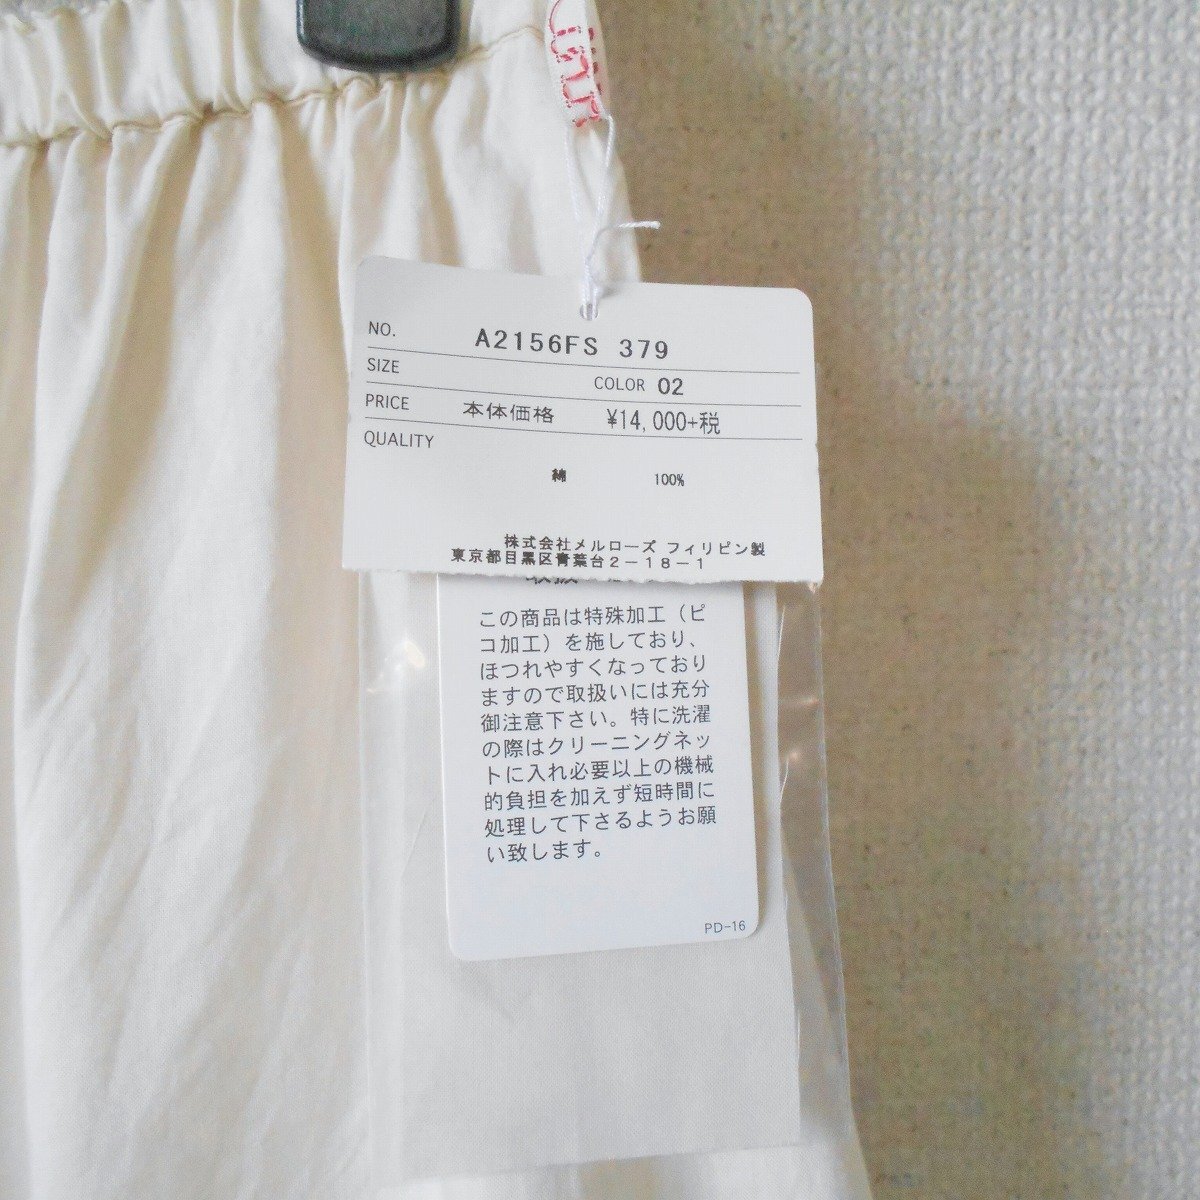 NO. A2156FS 379
SIZE
COLOR 02
PRICE 本体価格 ¥14,000+税
QUALITY
綿 100%
株式会社メルローズ フィリピン製
東京都目黒区青葉台2-18-1
この商品は特殊加工(ピ
コ加工)を施しており、
ほつれやすくなっており
ますので取扱いには充分
御注意下さい。特に洗濯
の際はクリーニングネッ
トに入れ必要以上の機械
的負担を加えず短時間に
処理して下さるようお願
い致します。
PD-16